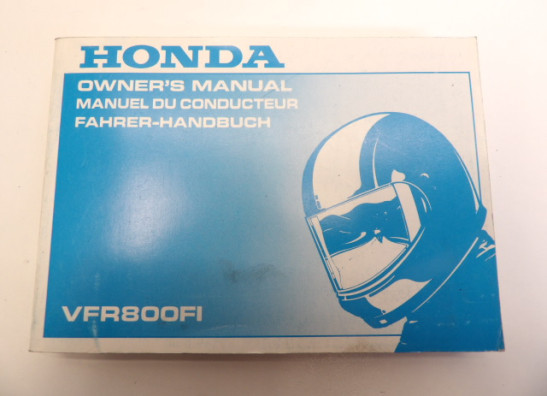 HONDA
OWNER'S MANUAL
MANUEL DU CONDUCTEUR
FAHRER-HANDBUCH
VFR800FI